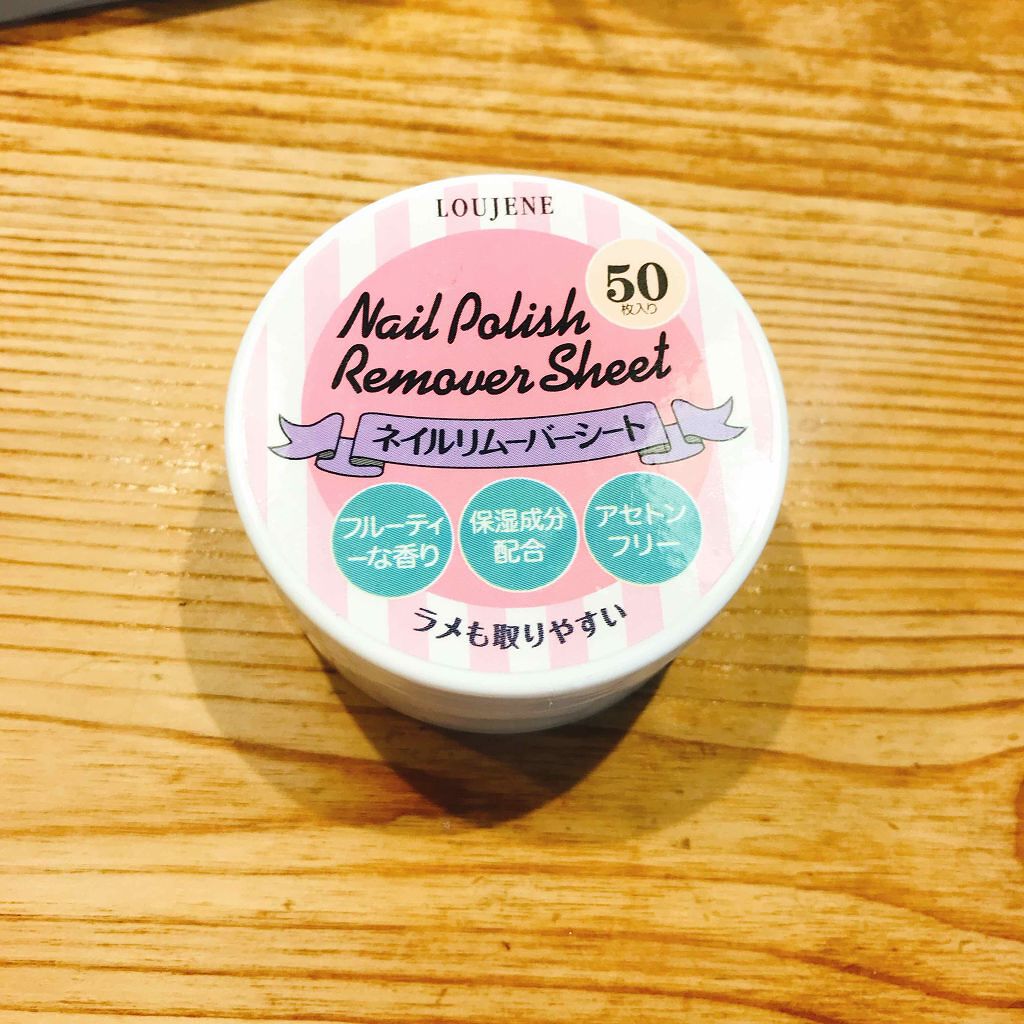 LOUJENE
50
枚入り
Nail Polish
Remover Sheet
ネイルリムーバーシート
フルーティ
ーな香り
保湿成分
配合
アセトン
フリー
ラメも取りやすい